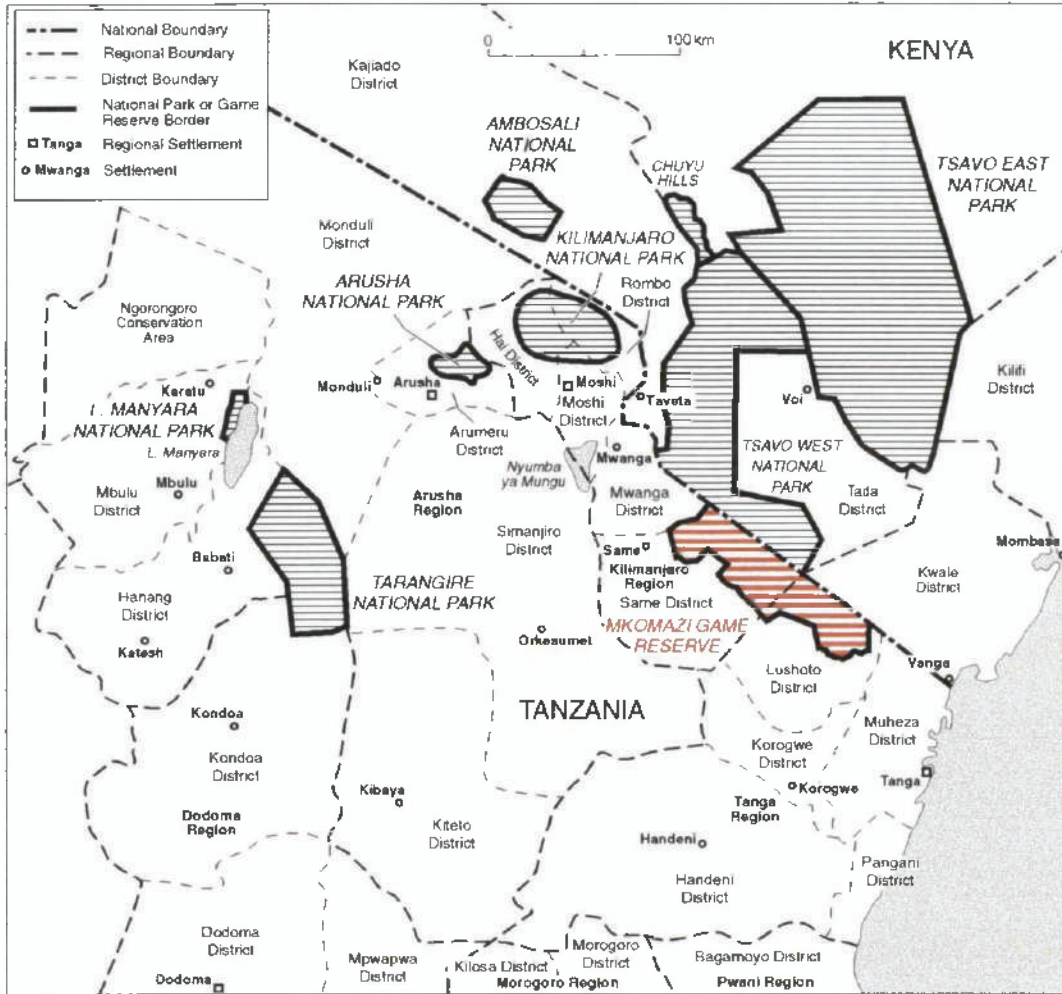 National Boundary
Regional Boundary
District Boundary
National Park or Game
Reserve Border
Tanga
Regional Settlement
Mwanga
Settlement
0
100 km
KENYA
Kajiado
District
AMBOSALI
NATIONAL
PARK
CHUYU
HILLS
TSAVO EAST
NATIONAL
PARK
Monduli
District
KILIMANJARO
NATIONAL PARK
ARUSHA
NATIONAL PARK
Rombo
District
Ngorongoro
Conservation
Area
Hai District
Karatu
Monduli
Arusha
Moshi
Moshi
District
Taveta
Voi
Kilifi
District
L. MANYARA
NATIONAL PARK
L. Manyara
Arumeru
District
Mwanga
TSAVO WEST
NATIONAL
PARK
Mbulu
Mbulu
District
Arusha
Region
Nyumba
ya Mungu
Mwanga
District
Tada
District
Simanjiro
District
Mombasa
Babati
Same
Kilimanjaro
Region
Same District
Kwale
District
TARANGIRE
NATIONAL PARK
Hanang
District
Katesh
Orkesumet
MKOMAZI GAME
RESERVE
Lushoto
District
Vanga
TANZANIA
Kondoa
Kondoa
District
Muheza
District
Korogwe
District
Tanga
Kibaya
Korogwe
Dodoma
Region
Tanga
Region
Kiteto
District
Handeni
Pangani
District
Handeni
District
Dodoma
District
Morogoro
District
Mpwapwa
District
Kilosa District
Bagamoyo District
Dodoma
Morogoro Region
Pwani Region